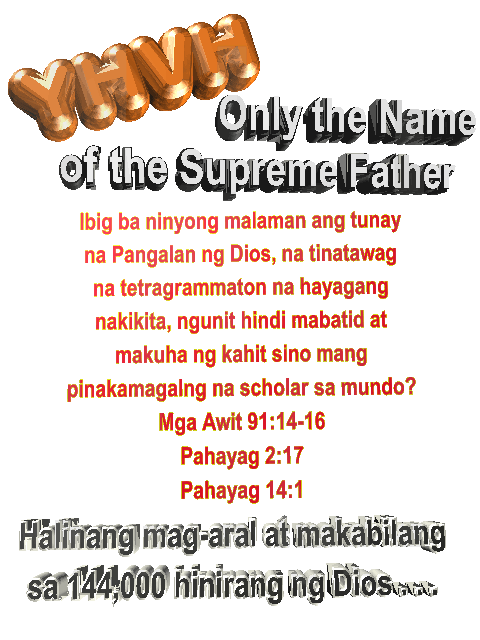 YHVH
Only the Name
of the Supreme Father
Ibig ba ninyong malaman ang tunay
na Pangalan ng Dios, na tinatawag
na tetragrammaton na hayagang
nakikita, ngunit hindi mabatid at
makuha ng kahit sino mang
pinakamagalng na scholar sa mundo?
Mga Awit 91:14-16
Pahayag 2:17
Pahayag 14:1
Halinang mag-aral at makabilang
sa 144,000 hinirang ng Dios....